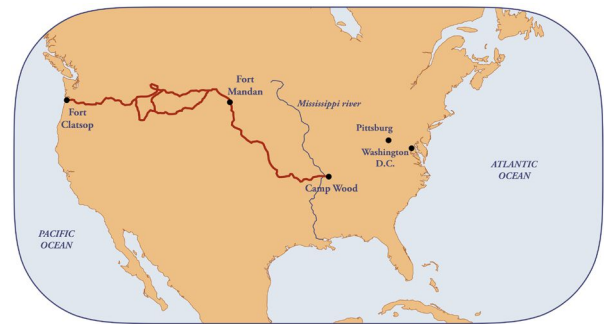 Fort
Mandan
Mississippi river
Fort
Clatsop
Pittsburg
Washington
D.C.
ATLANTIC
OCEAN
Camp Wood
PACIFIC
OCEAN